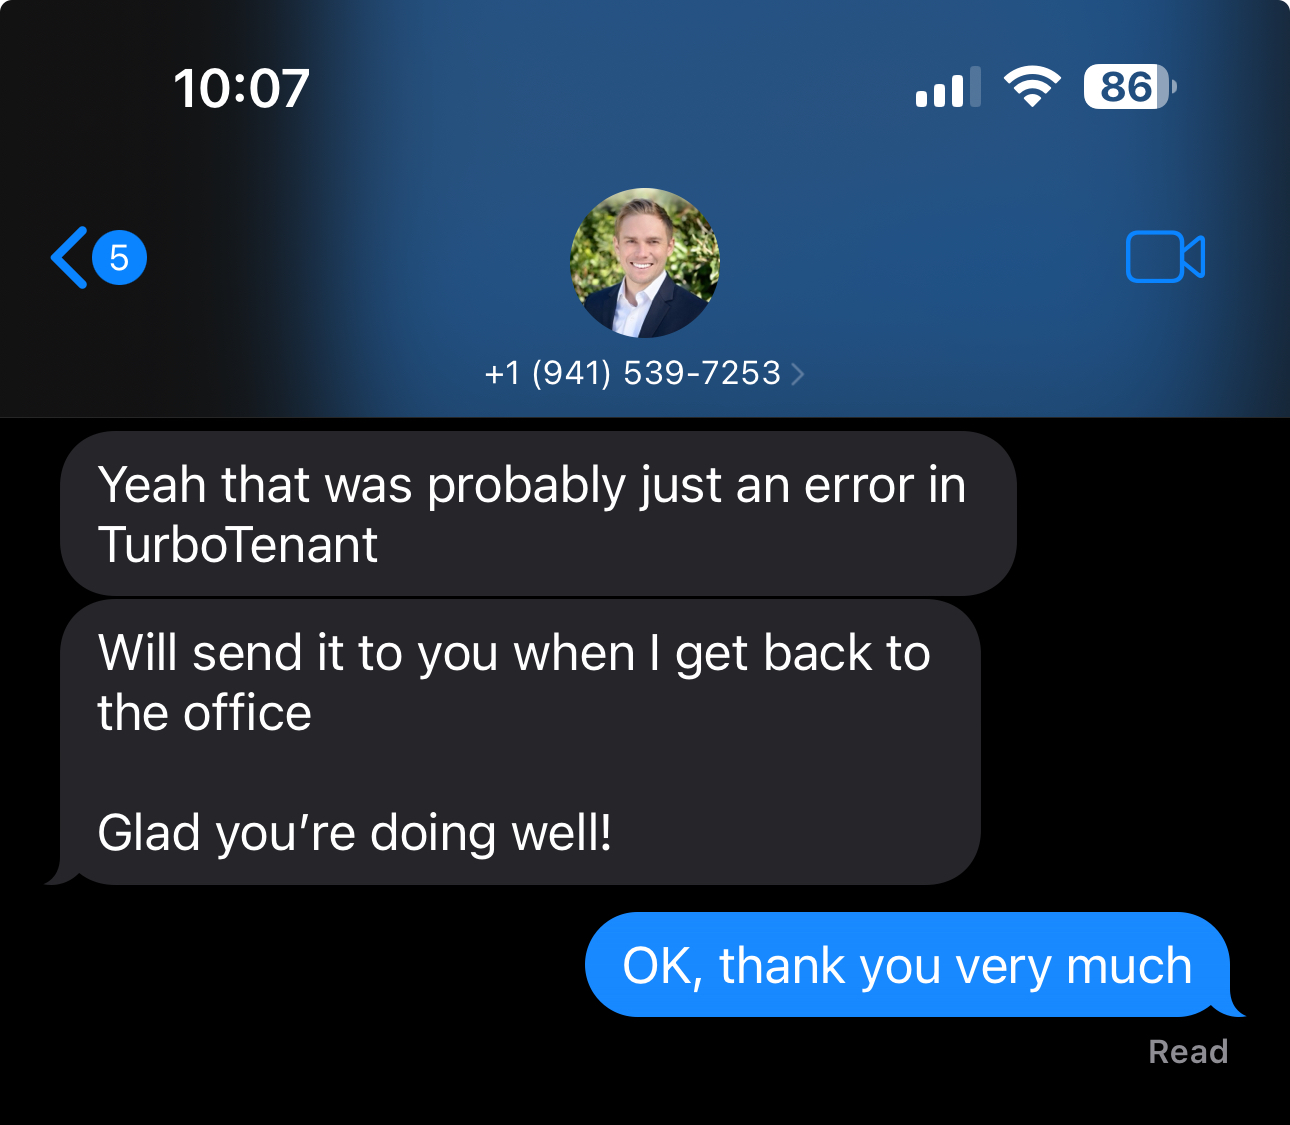 10:07
86
5
+1 (941) 539-7253
Yeah that was probably just an error in
TurboTenant
Will send it to you when I get back to
the office
Glad you’re doing well!
OK, thank you very much
Read